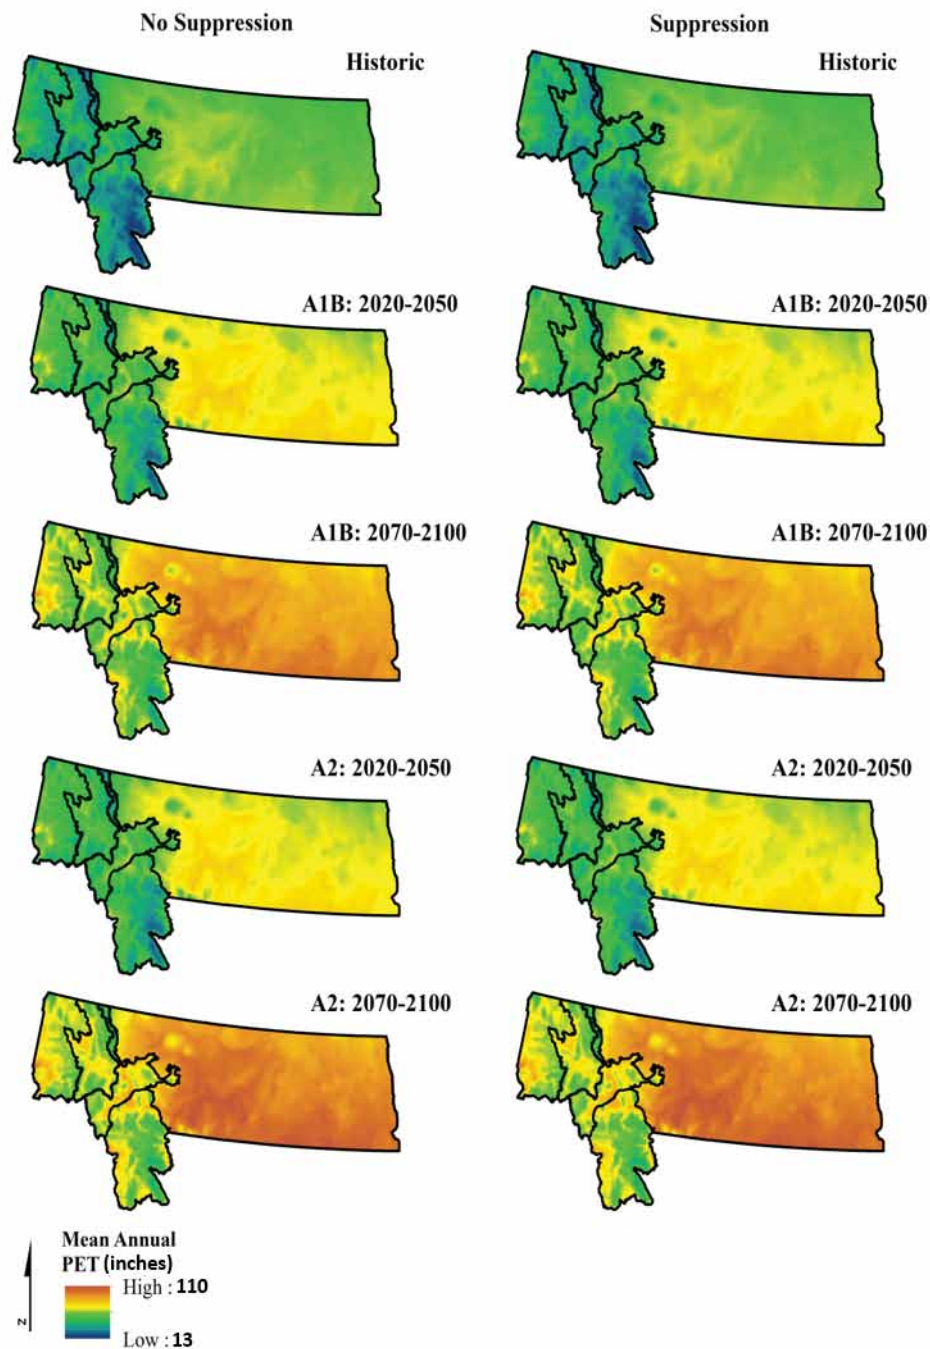 No Suppression
Suppression
Historic
Historic
A1B: 2020-2050
A1B: 2020-2050
A1B: 2070-2100
A1B: 2070-2100
A2: 2020-2050
A2: 2020-2050
A2: 2070-2100
A2: 2070-2100
Mean Annual
PET (inches)
High : 110
Low : 13
N